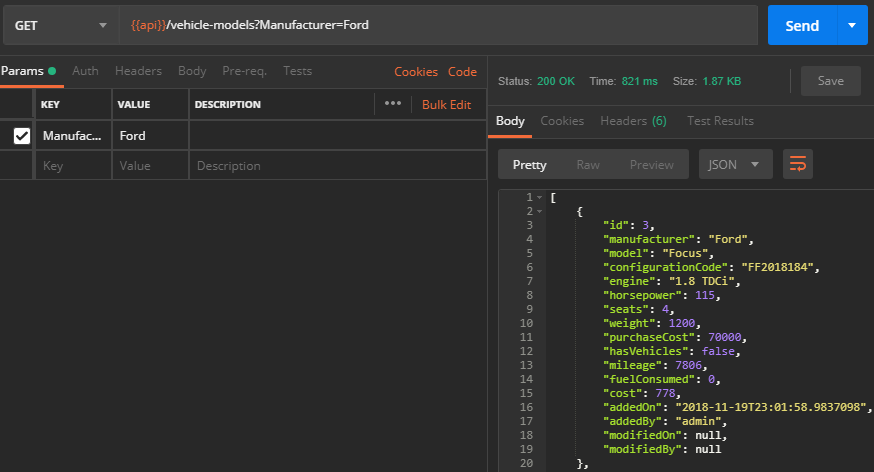 GET {{api}}/vehicle-models?Manufacturer=Ford Send
Params Auth Headers Body Pre-req. Tests Cookies Code
KEY VALUE DESCRIPTION ••• Bulk Edit
Manufac... Ford
Key Value Description
Status: 200 OK Time: 821 ms Size: 1.87 KB Save
Body Cookies Headers (6) Test Results
Pretty Raw Preview JSON
1 [
2 {
3 "id": 3,
4 "manufacturer": "Ford",
5 "model": "Focus",
6 "configurationCode": "FF2018184",
7 "engine": "1.8 TDCi",
8 "horsepower": 115,
9 "seats": 4,
10 "weight": 1200,
11 "purchaseCost": 70000,
12 "hasVehicles": false,
13 "mileage": 7806,
14 "fuelConsumed": 0,
15 "cost": 778,
16 "addedOn": "2018-11-19T23:01:58.9837098",
17 "addedBy": "admin",
18 "modifiedOn": null,
19 "modifiedBy": null
20 },